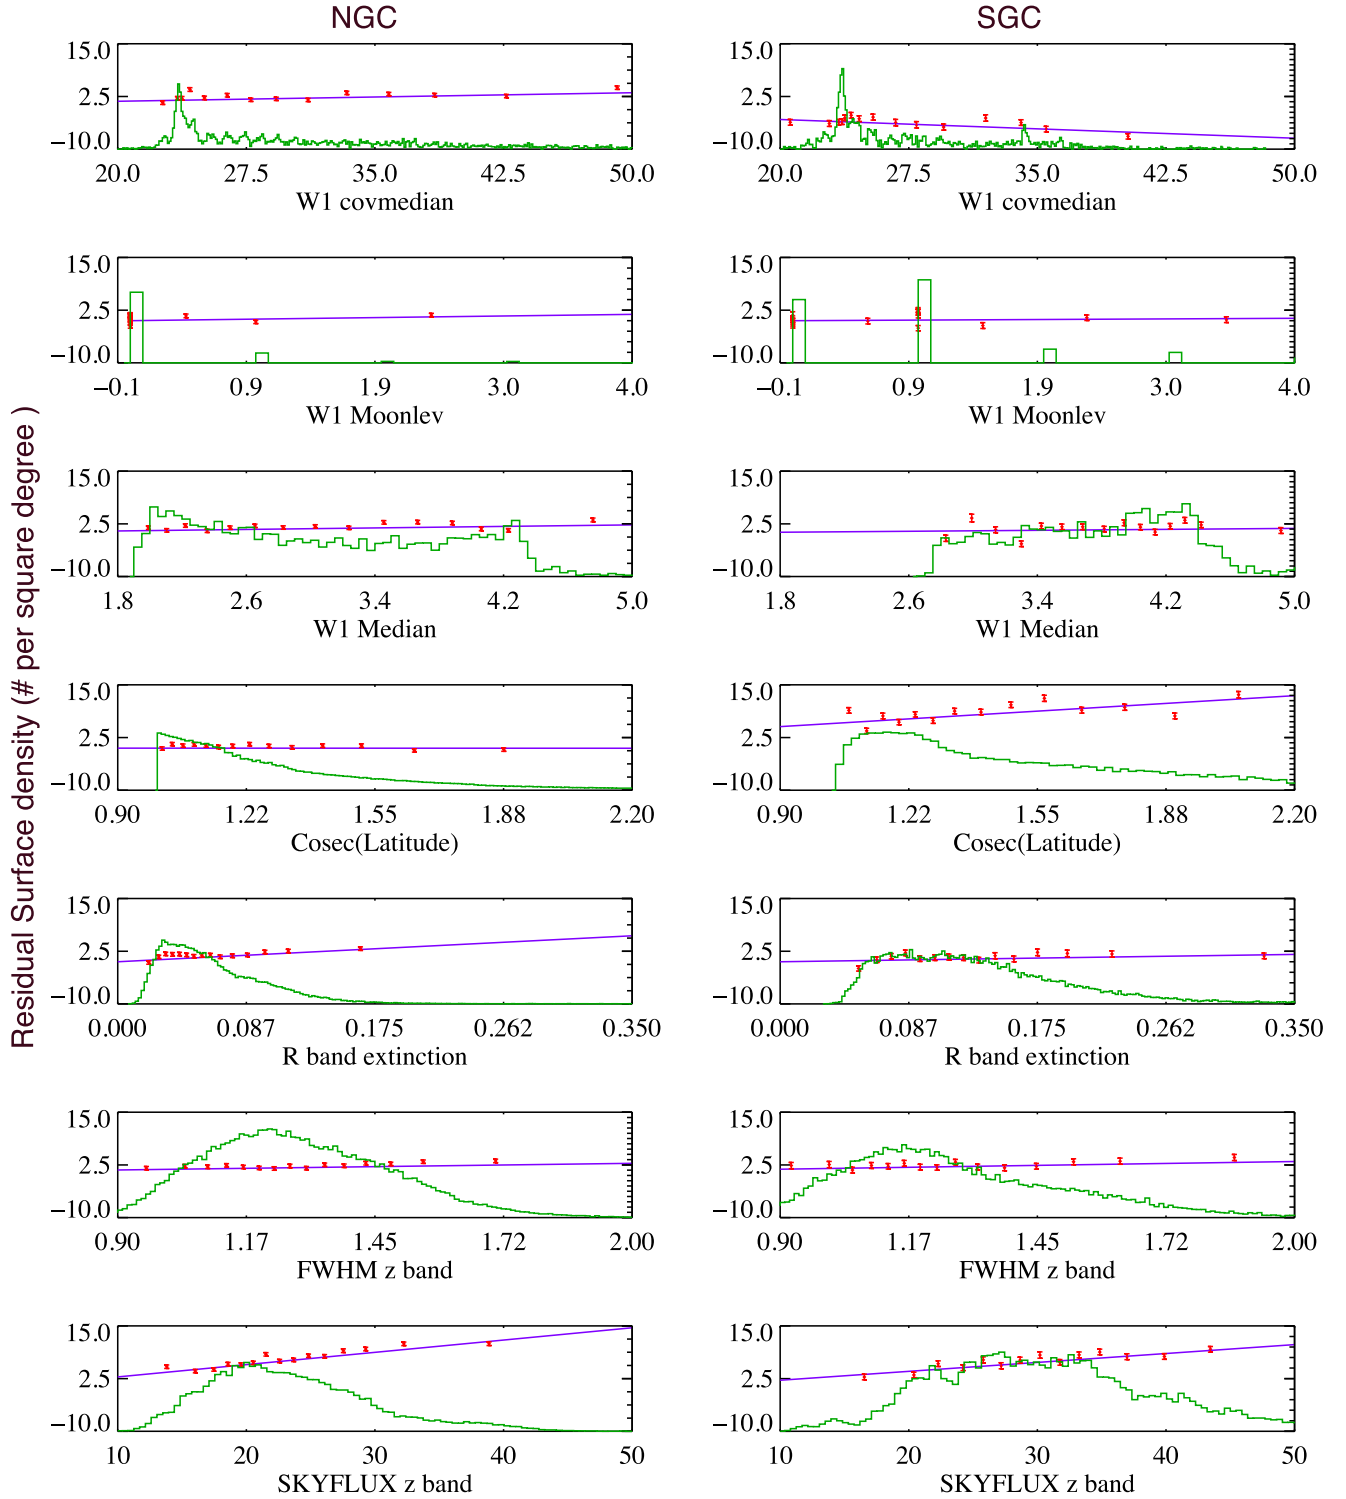 NGC SGC
Residual Surface density (# per square degree )
15.0 15.0
2.5 2.5
−10.0 −10.0
20.0 27.5 35.0 42.5 50.0 20.0 27.5 35.0 42.5 50.0
W1 covmedian W1 covmedian
15.0 15.0
2.5 2.5
−10.0 −10.0
−0.1 0.9 1.9 3.0 4.0 −0.1 0.9 1.9 3.0 4.0
W1 Moonlev W1 Moonlev
15.0 15.0
2.5 2.5
−10.0 −10.0
1.8 2.6 3.4 4.2 5.0 1.8 2.6 3.4 4.2 5.0
W1 Median W1 Median
15.0 15.0
2.5 2.5
−10.0 −10.0
0.90 1.22 1.55 1.88 2.20 0.90 1.22 1.55 1.88 2.20
Cosec(Latitude) Cosec(Latitude)
15.0 15.0
2.5 2.5
−10.0 −10.0
0.000 0.087 0.175 0.262 0.350 0.000 0.087 0.175 0.262 0.350
R band extinction R band extinction
15.0 15.0
2.5 2.5
−10.0 −10.0
0.90 1.17 1.45 1.72 2.00 0.90 1.17 1.45 1.72 2.00
FWHM z band FWHM z band
15.0 15.0
2.5 2.5
−10.0 −10.0
10 20 30 40 50 10 20 30 40 50
SKYFLUX z band SKYFLUX z band